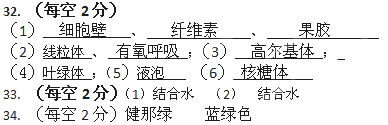 32. （每空 2 分）
（1） 细胞壁 、 纤维素 、 果胶
（2）线粒体 、有氧呼吸 ；（3） 高尔基体 ；
（4）叶绿体 ；（5）液泡 （6） 核糖体
33. （每空 2 分）（1）结合水 （2） 结合水
34. （每空 2 分）健那绿 蓝绿色